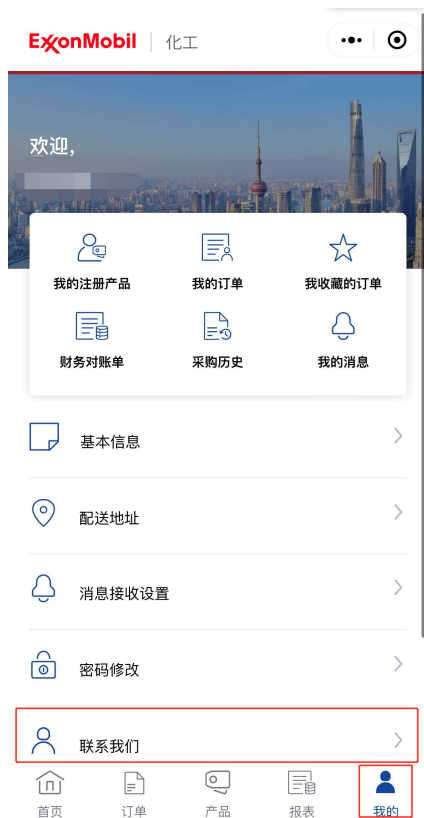 ExxonMobil 化工
欢迎,
我的注册产品 我的订单 我收藏的订单
财务对账单 采购历史 我的消息
基本信息
配送地址
消息接收设置
密码修改
联系我们
首页 订单 产品 报表 我的